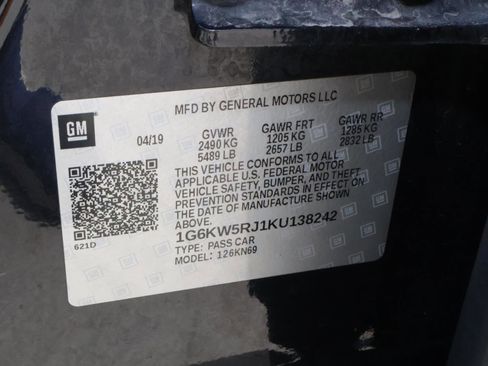 GM
MFD BY GENERAL MOTORS LLC
04/19 GVWR GAWR FRT GAWR RR
2490 KG 1205 KG 1285 KG
5489 LB 2657 LB 2832 LB
THIS VEHICLE CONFORMS TO ALL
APPLICABLE U.S. FEDERAL MOTOR
VEHICLE SAFETY, BUMPER, AND THEFT
PREVENTION STANDARDS IN EFFECT ON
THE DATE OF MANUFACTURE SHOWN
ABOVE.
621D
1G6KW5RJ1KU138242
TYPE: PASS CAR
MODEL: 126KN69